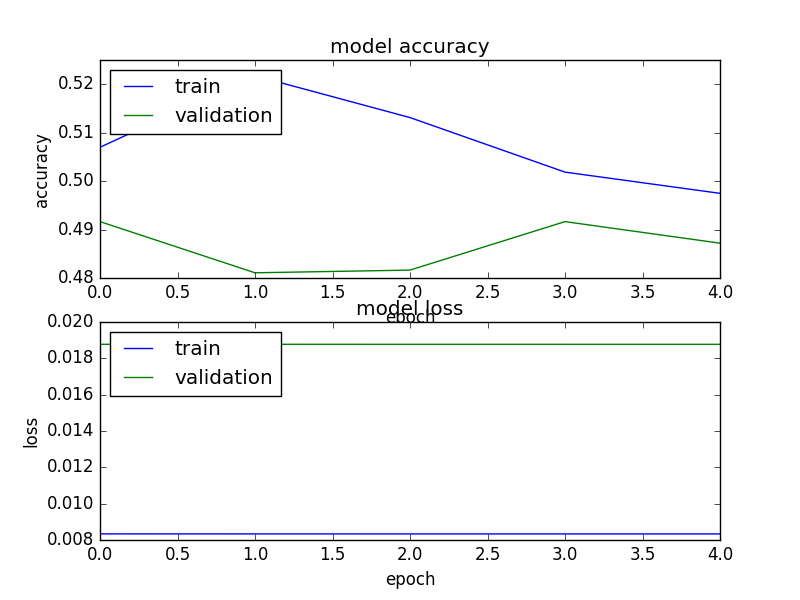 model accuracy
train
validation
accuracy
0.52
0.51
0.50
0.49
0.48
0.0 0.5 1.0 1.5 2.0 2.5 3.0 3.5 4.0
epoch
model loss
train
validation
loss
0.020
0.018
0.016
0.014
0.012
0.010
0.008
0.0 0.5 1.0 1.5 2.0 2.5 3.0 3.5 4.0
epoch